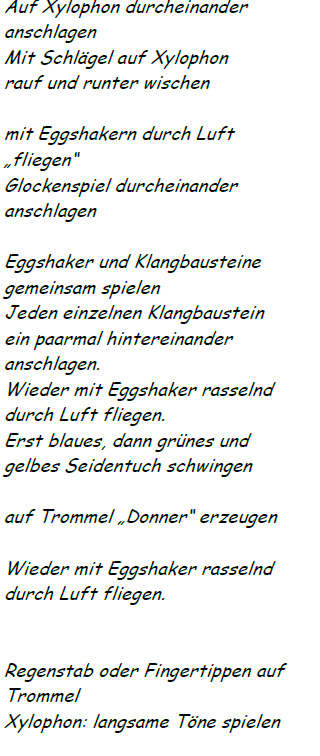 Auf Xylophon durcheinander
anschlagen
Mit Schlägel auf Xylophon
rauf und runter wischen
mit Eggshakern durch Luft
„fliegen"
Glockenspiel durcheinander
anschlagen
Eggshaker und Klangbausteine
gemeinsam spielen
Jeden einzelnen Klangbaustein
ein paarmal hintereinander
anschlagen.
Wieder mit Eggshaker rasselnd
durch Luft fliegen.
Erst blaues, dann grünes und
gelbes Seidentuch schwingen
auf Trommel „Donner" erzeugen
Wieder mit Eggshaker rasselnd
durch Luft fliegen.
Regenstab oder Fingertippen auf
Trommel
Xylophon: langsame Töne spielen